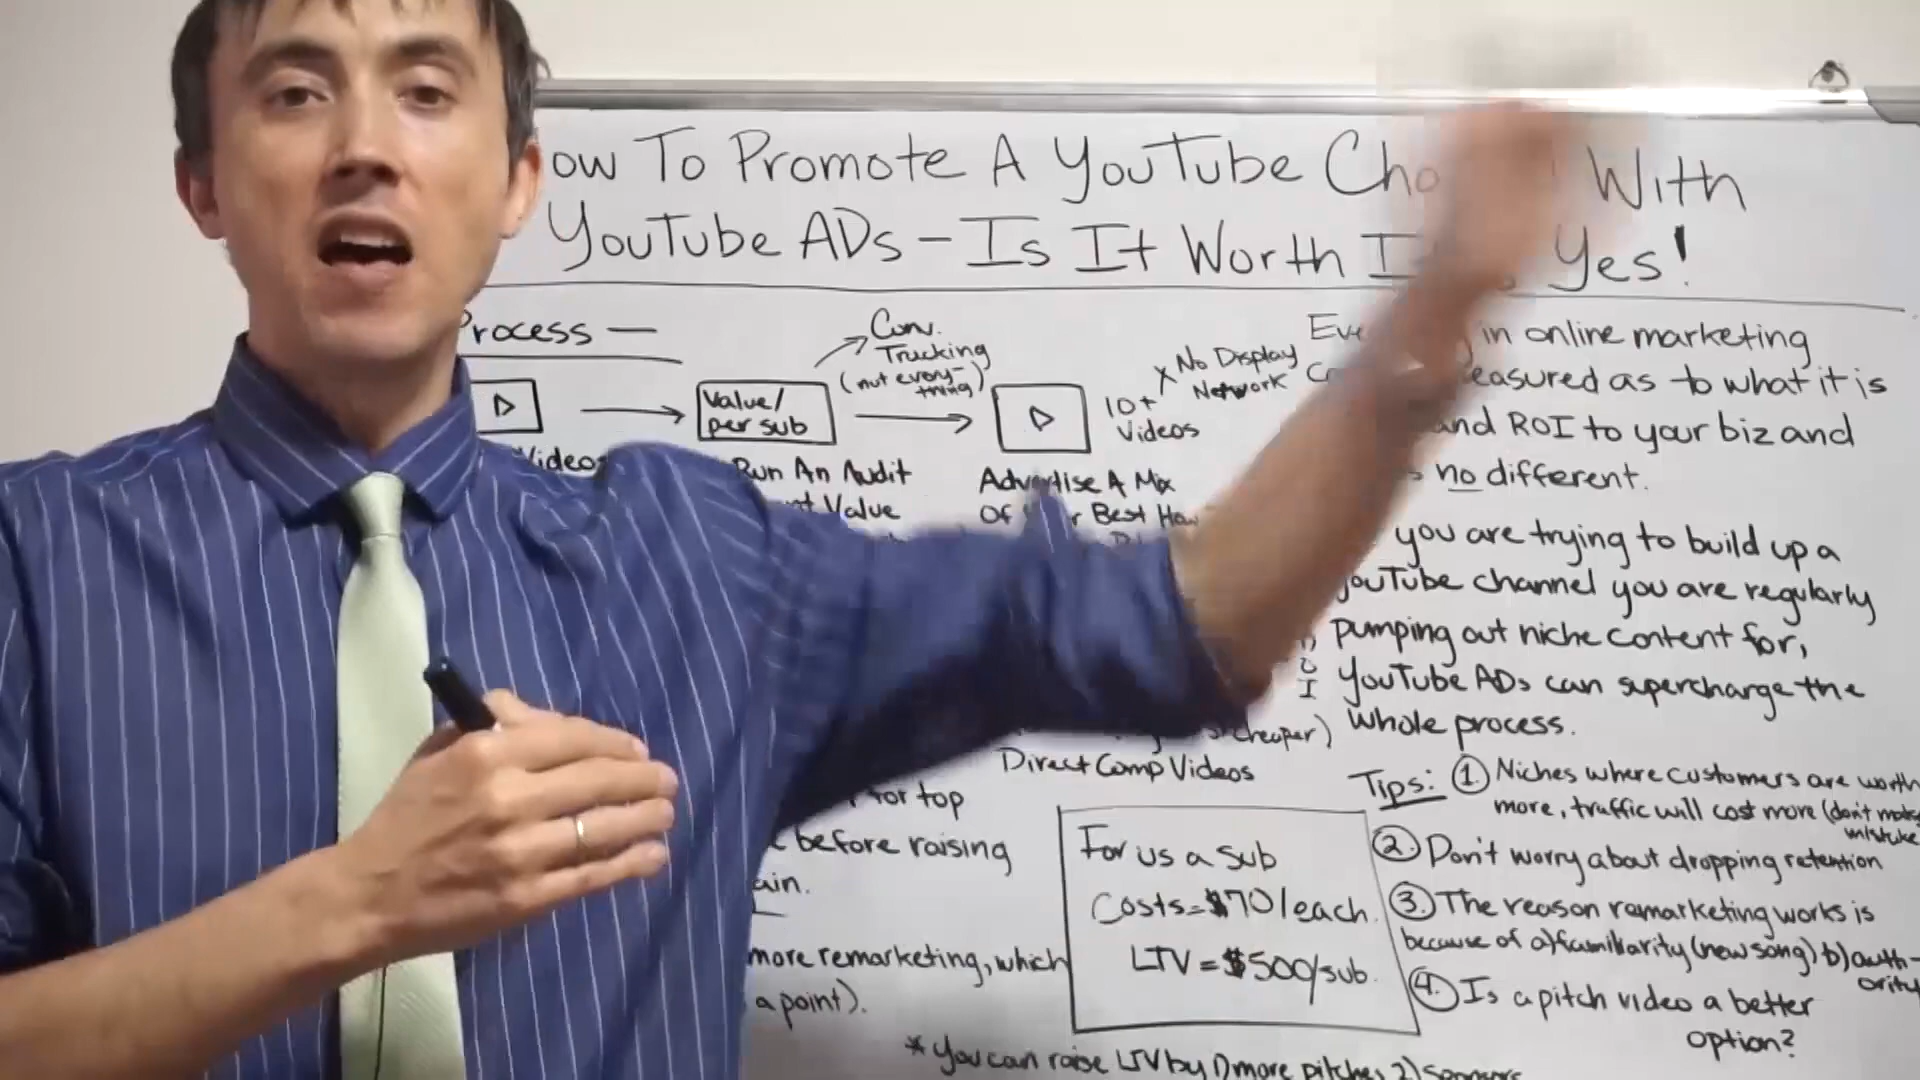 ow To Promote A YouTube Cha With
YouTube ADs - Is It Worth It Yes!
Process —
Value/
per sub
Conv.
Trucking
(not every-
thing)
10+
Videos
X No Display
Network
Videos
Run An Audit
Value
Advertise A Mix
Of Best How
cheaper)
Direct Comp Videos
for top
before raising
ain.
more remarketing, which
a point).
For us a Sub
Costs = $70/each.
LTV = $500/sub.
* You can raise LTV by 1) more pitches 2) sponsors
in online marketing
easured as to what it is
and ROI to your biz and
no different.
you are trying to build up a
YouTube channel you are regularly
pumping out niche content for,
YouTube ADs can supercharge the
whole process.
Tips: 1. Niches where customers are worth
more, traffic will cost more (don't make
mistake
2. Don't worry about dropping retention
3. The reason remarketing works is
because of a) familiarity (new song) b) auth-
ority
4. Is a pitch video a better
option?